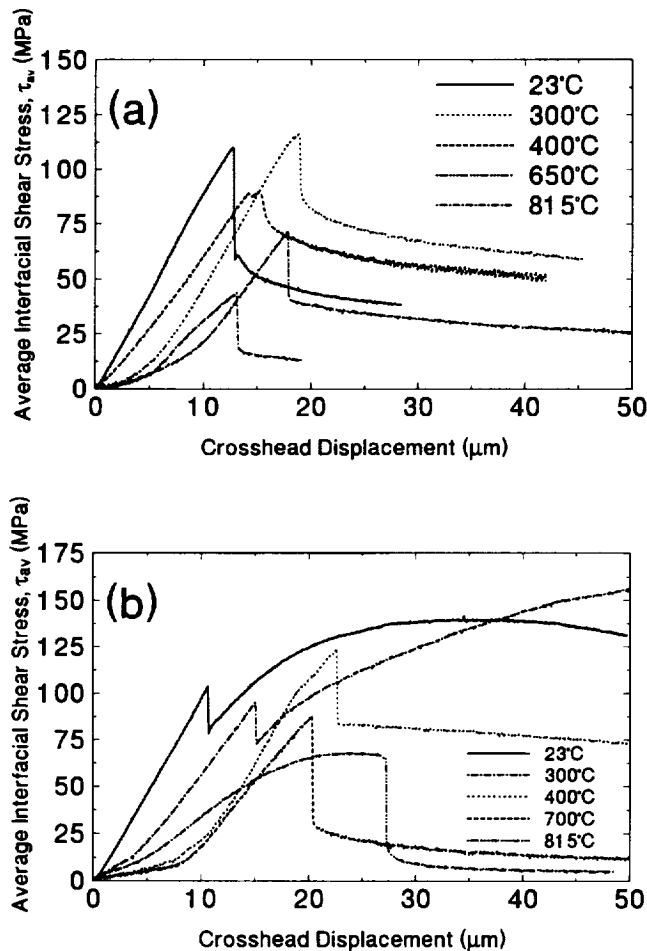 Average Interfacial Shear Stress, τav (MPa)
150
125
100
75
50
25
0
(a)
23°C
300°C
400°C
650°C
815°C
0 10 20 30 40 50
Crosshead Displacement (μm)
Average Interfacial Shear Stress, τav (MPa)
175
150
125
100
75
50
25
0
(b)
23°C
300°C
400°C
700°C
815°C
0 10 20 30 40 50
Crosshead Displacement (μm)